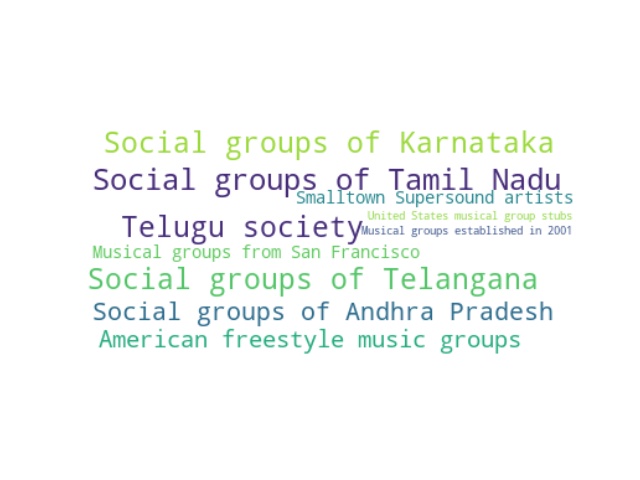 Social groups of Karnataka
Social groups of Tamil Nadu
Smalltown Supersound artists
United States musical group stubs
Telugu society
Musical groups established in 2001
Musical groups from San Francisco
Social groups of Telangana
Social groups of Andhra Pradesh
American freestyle music groups